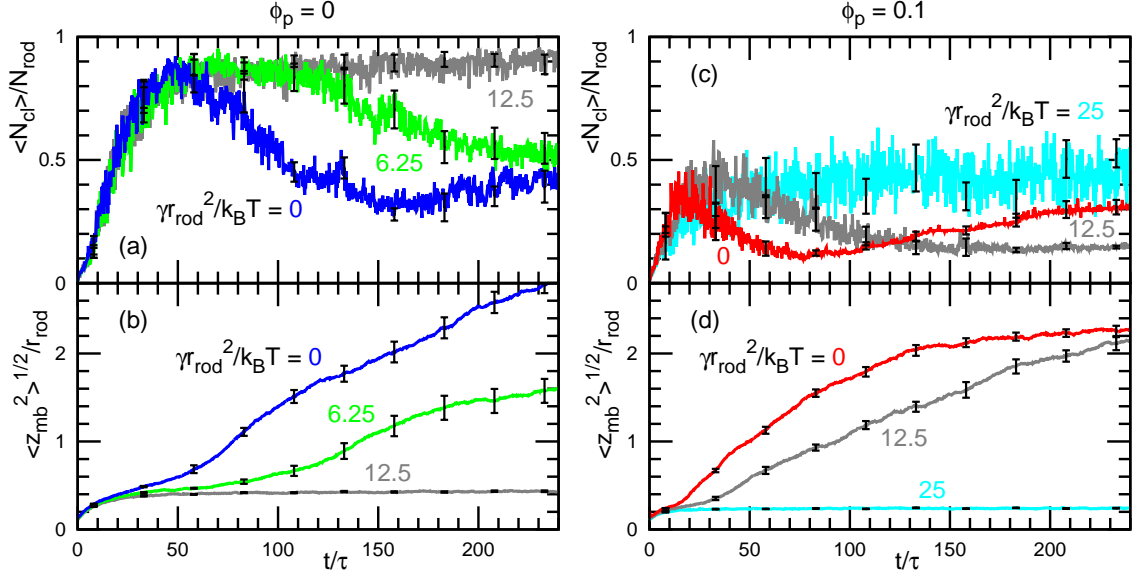 ϕp = 0
ϕp = 0.1
<Ncl>/Nrod
1
0.5
0
12.5
6.25
γrrod²/kBT = 0
(a)
<Ncl>/Nrod
1
0.5
0
(c)
γrrod²/kBT = 25
12.5
0
<zmb²>1/2/rrod
2
1
0
(b)
γrrod²/kBT = 0
6.25
12.5
0 50 100 150 200
t/τ
<zmb²>1/2/rrod
2
1
0
(d)
γrrod²/kBT = 0
12.5
25
0 50 100 150 200
t/τ